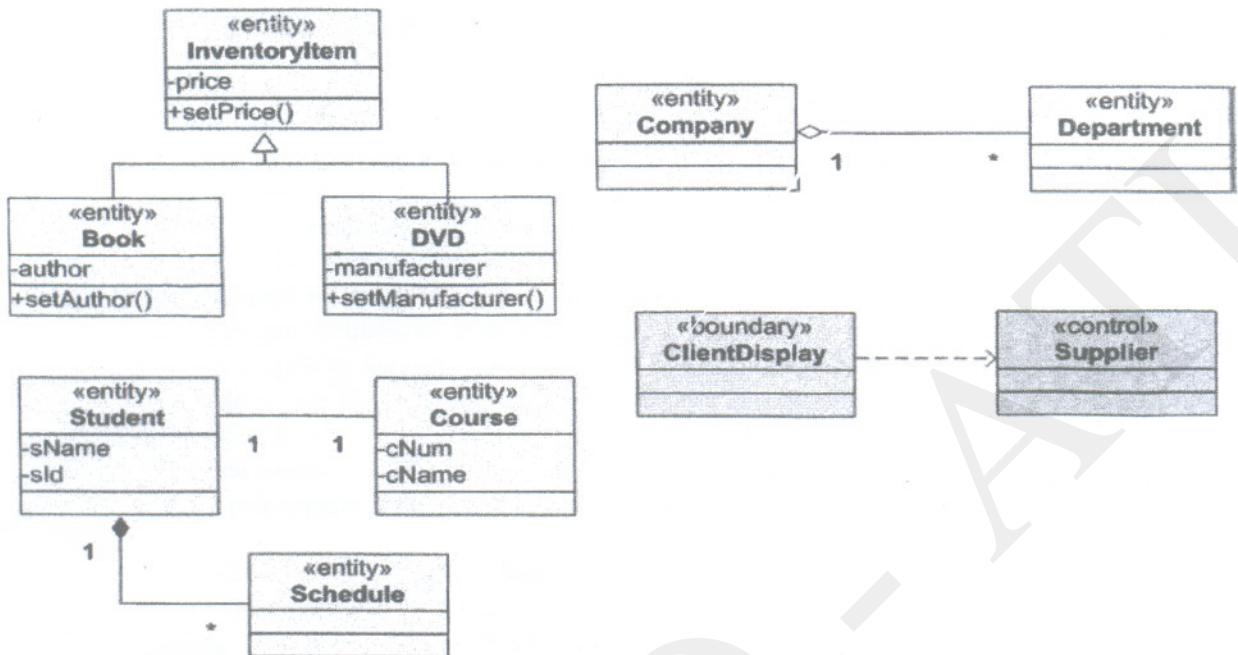 «entity»
InventoryItem
-price
+setPrice()
«entity»
Book
-author
+setAuthor()
«entity»
DVD
-manufacturer
+setManufacturer()
«entity»
Company
1
*
«entity»
Department
«boundary»
ClientDisplay
«control»
Supplier
«entity»
Student
-sName
-sId
1
1
«entity»
Course
-cNum
-cName
1
*
«entity»
Schedule
- ATI